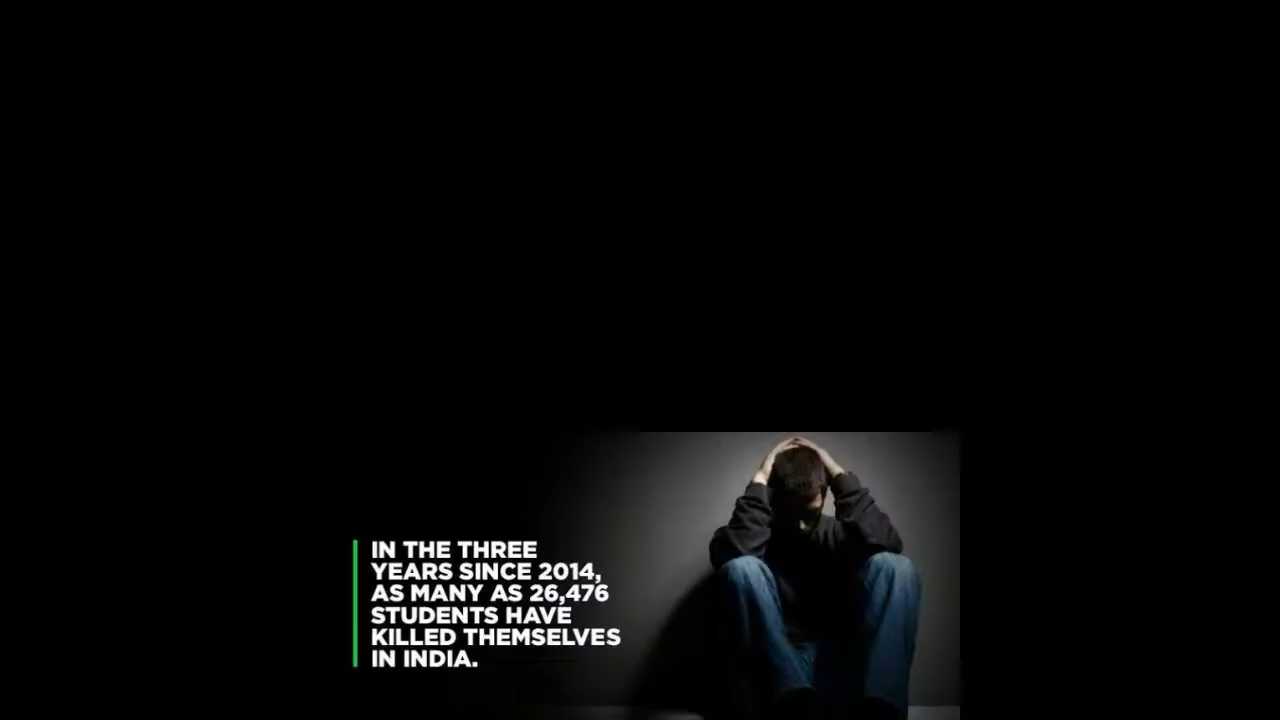 IN THE THREE
YEARS SINCE 2014,
AS MANY AS 26,476
STUDENTS HAVE
KILLED THEMSELVES
IN INDIA.